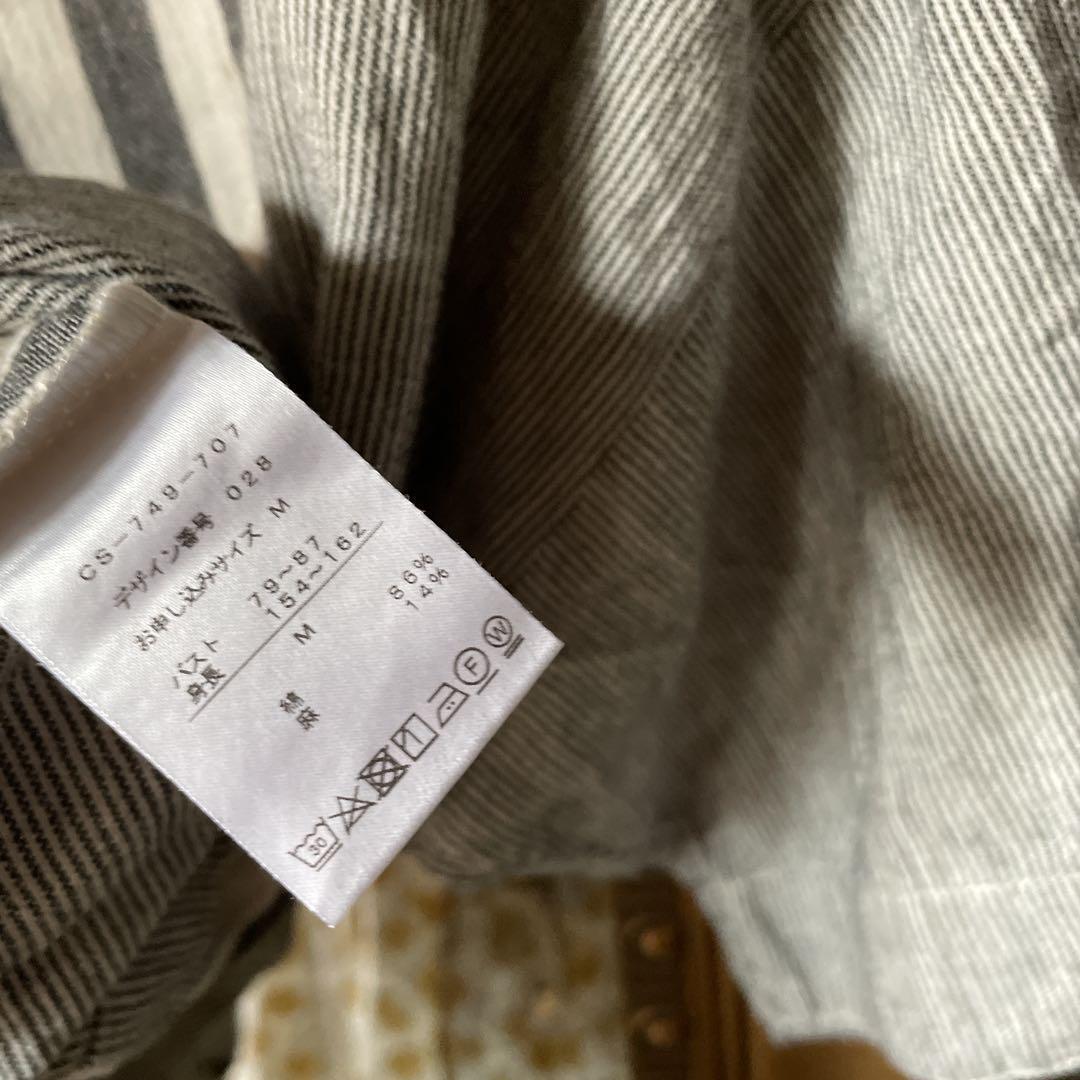 CS-749-707
デザイン番号 028
お申し込みサイズ M
バスト 79~87
身長 154~162
M
綿 86%
麻 14%
30 F W